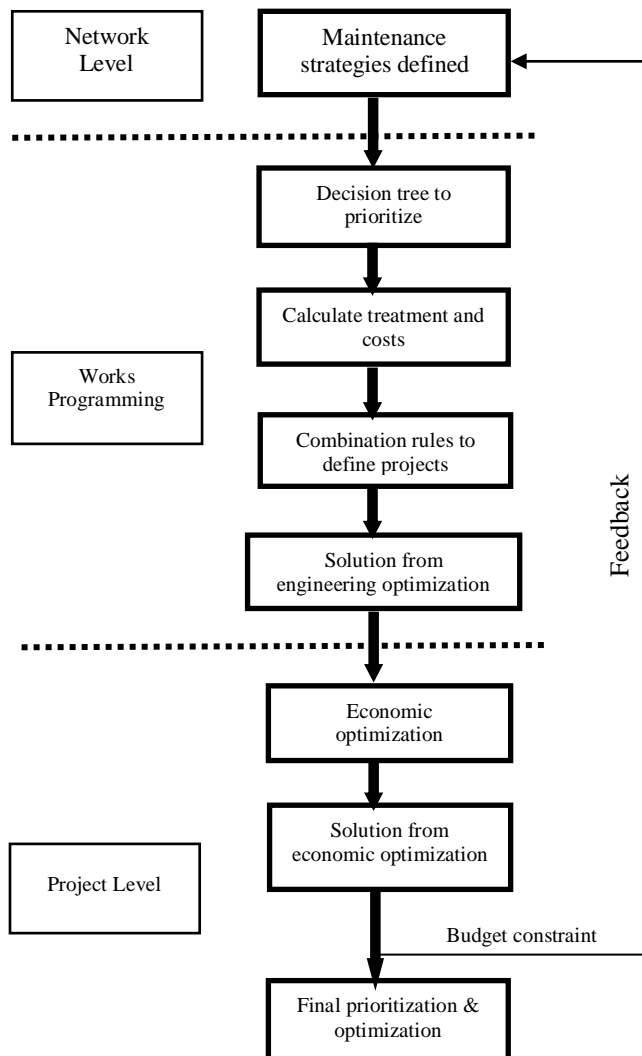 Network
Level
Maintenance
strategies defined
Decision tree to
prioritize
Calculate treatment and
costs
Works
Programming
Combination rules to
define projects
Feedback
Solution from
engineering optimization
Economic
optimization
Solution from
economic optimization
Project Level
Budget constraint
Final prioritization &
optimization